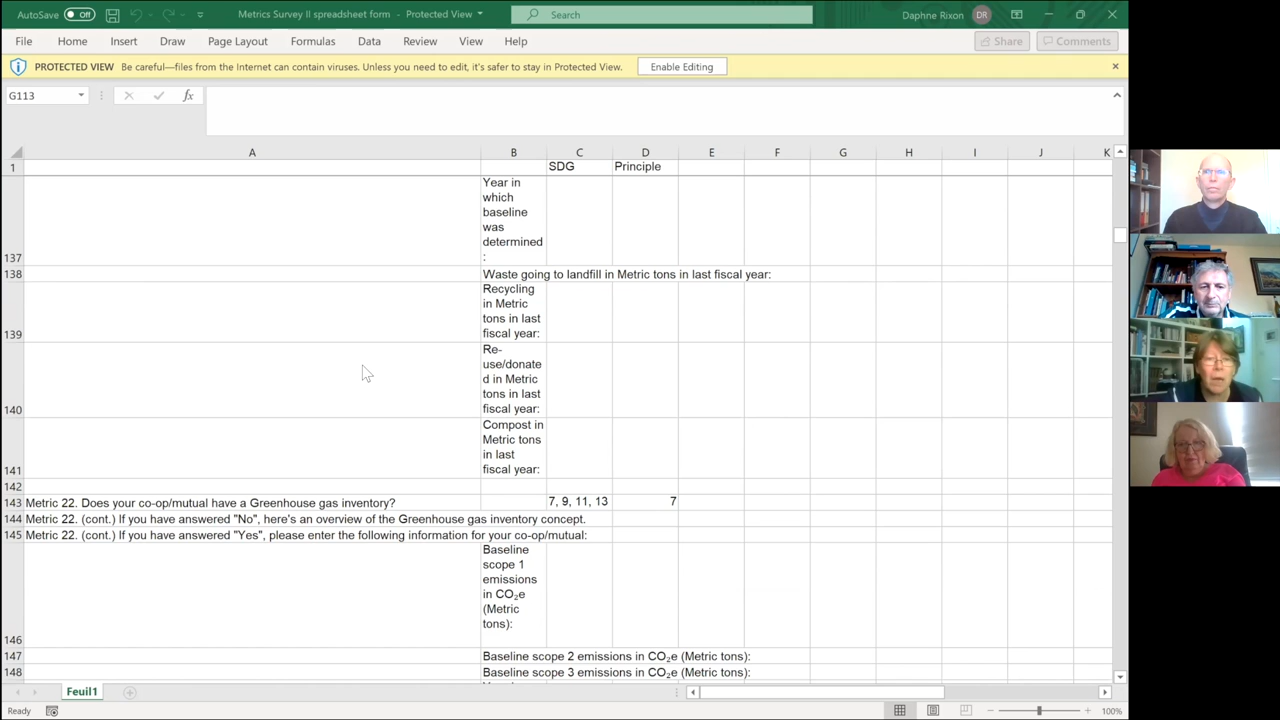 AutoSave Off Metrics Survey II spreadsheet form - Protected View Search Daphne Rixon DR
File Home Insert Draw Page Layout Formulas Data Review View Help Share Comments
PROTECTED VIEW Be careful—files from the Internet can contain viruses. Unless you need to edit, it's safer to stay in Protected View. Enable Editing
G113 fx
A B C D E F G H I J K
1 SDG Principle
Year in
which
baseline
was
determined
137 :
138 Waste going to landfill in Metric tons in last fiscal year:
Recycling
in Metric
tons in last
139 fiscal year:
Re-
use/donate
d in Metric
tons in last
140 fiscal year:
Compost in
Metric tons
in last
141 fiscal year:
142
143 Metric 22. Does your co-op/mutual have a Greenhouse gas inventory? 7, 9, 11, 13 7
144 Metric 22. (cont.) If you have answered "No", here's an overview of the Greenhouse gas inventory concept.
145 Metric 22. (cont.) If you have answered "Yes", please enter the following information for your co-op/mutual:
Baseline
scope 1
emissions
in CO₂e
(Metric
tons):
146
147 Baseline scope 2 emissions in CO₂e (Metric tons):
148 Baseline scope 3 emissions in CO₂e (Metric tons):
Feuil1
Ready 100%